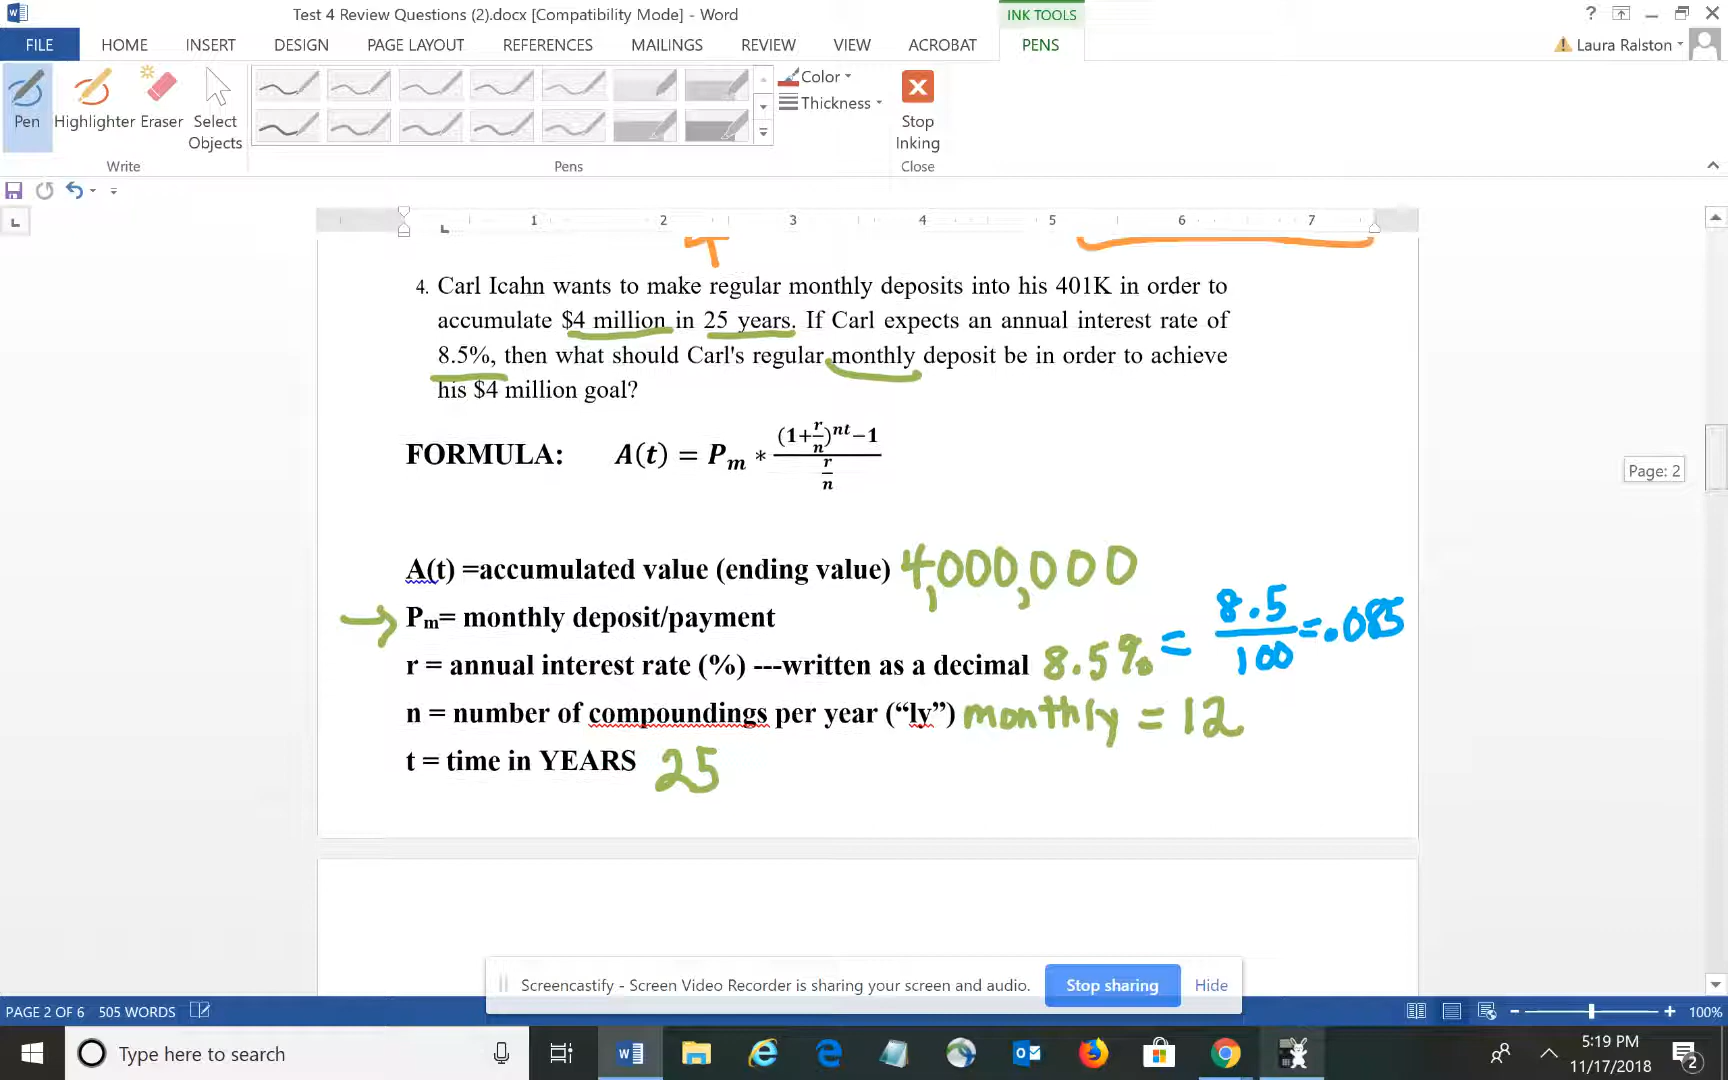 Test 4 Review Questions (2).docx [Compatibility Mode] - Word
INK TOOLS
?
FILE HOME INSERT DESIGN PAGE LAYOUT REFERENCES MAILINGS REVIEW VIEW ACROBAT PENS
Laura Ralston
Pen Highlighter Eraser Select Objects
Color
Thickness
Stop Inking
Write Pens Close
1 2 3 4 5 6 7
4. Carl Icahn wants to make regular monthly deposits into his 401K in order to
accumulate $4 million in 25 years. If Carl expects an annual interest rate of
8.5%, then what should Carl's regular monthly deposit be in order to achieve
his $4 million goal?
FORMULA: A(t) = Pm * ((1+r/n)^nt−1)/(r/n)
Page: 2
A(t) =accumulated value (ending value) 4,000,000
Pm= monthly deposit/payment
r = annual interest rate (%) ---written as a decimal 8.5% = 8.5/100 = .085
n = number of compoundings per year (“ly”) monthly = 12
t = time in YEARS 25
Screencastify - Screen Video Recorder is sharing your screen and audio. Stop sharing Hide
PAGE 2 OF 6 505 WORDS
100%
Type here to search
5:19 PM
11/17/2018
2